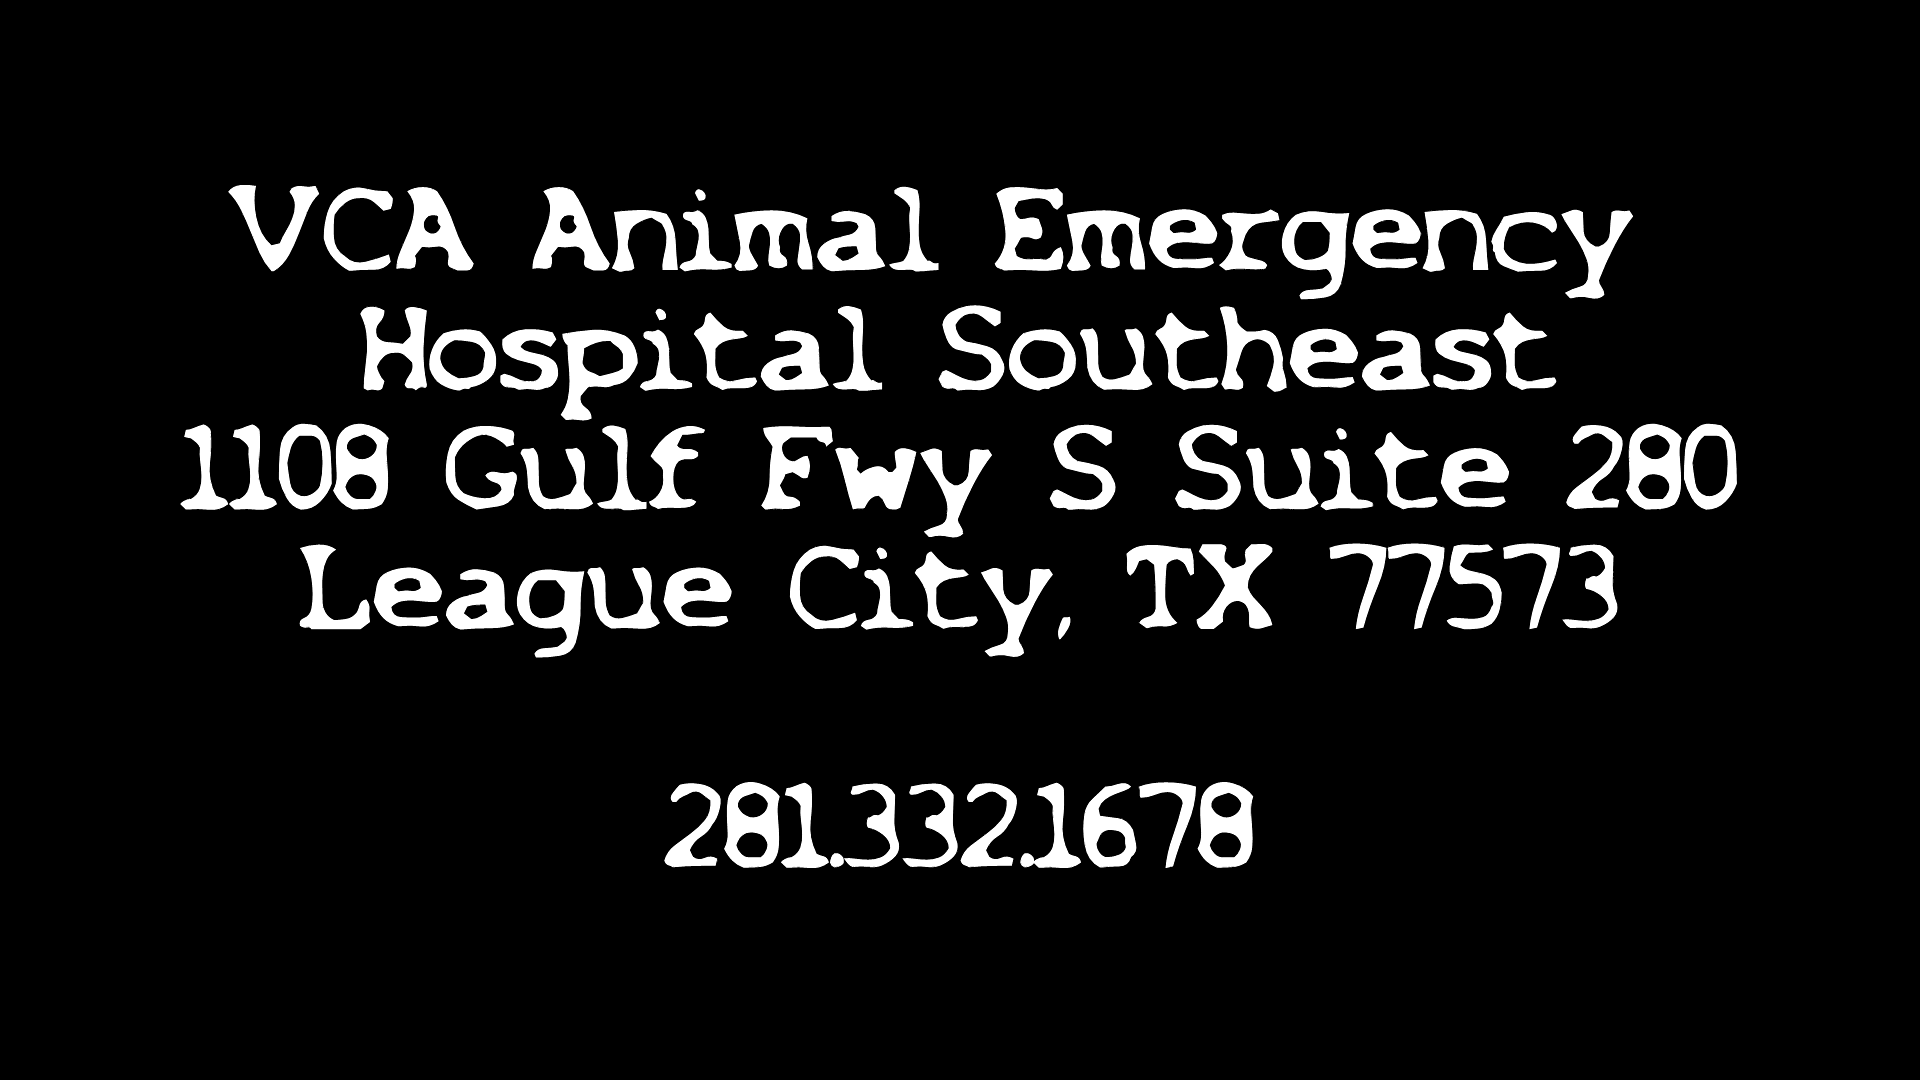 VCA Animal Emergency
Hospital Southeast
1108 Gulf Fwy S Suite 280
League City, TX 77573
281.332.1678